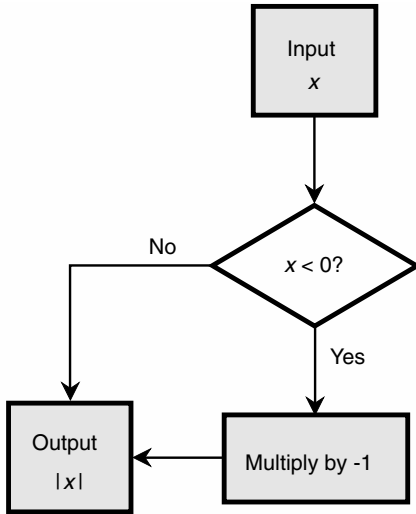 Input
x
x < 0?
No
Yes
Multiply by -1
Output
|x|